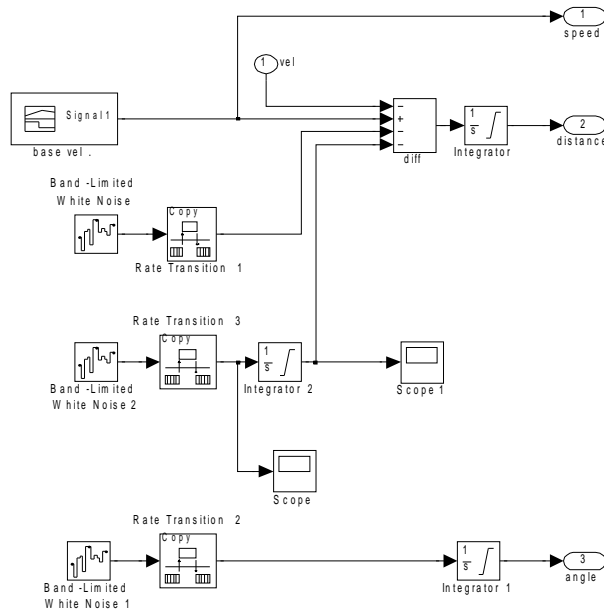 1
speed
1
vel
Signal1
base vel .
−
+
−
−
diff
1
s
Integrator
2
distance
Band -Limited
White Noise
Copy
Rate Transition 1
Rate Transition 3
Copy
Band -Limited
White Noise 2
1
s
Integrator 2
Scope 1
Scope
Rate Transition 2
Copy
Band -Limited
White Noise 1
1
s
Integrator 1
3
angle